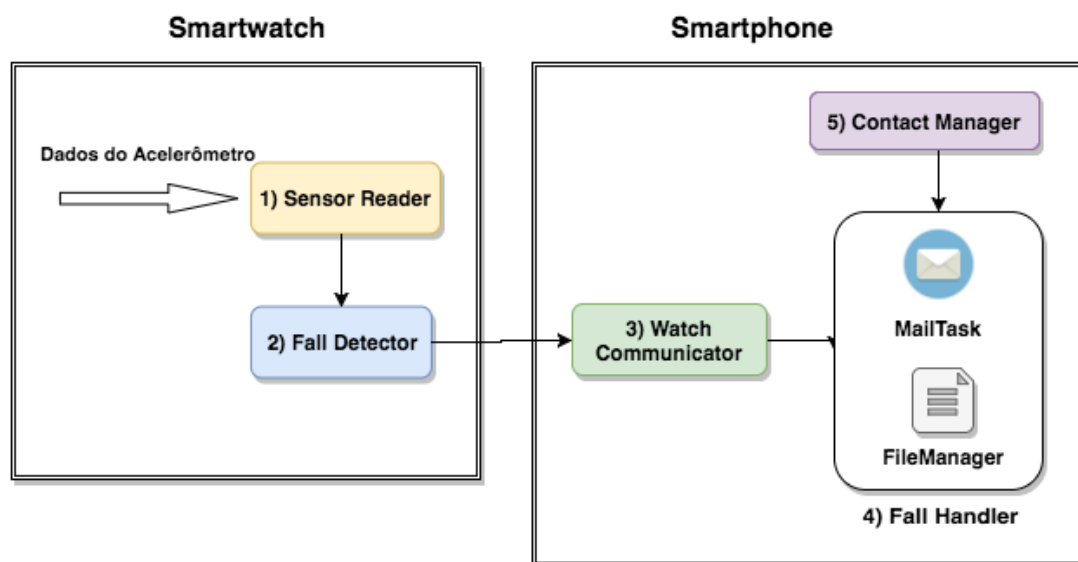 Smartwatch
Dados do Acelerômetro
1) Sensor Reader
2) Fall Detector
Smartphone
5) Contact Manager
3) Watch
Communicator
MailTask
FileManager
4) Fall Handler